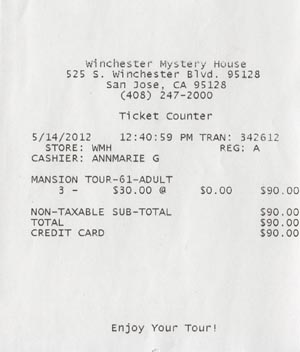 Winchester Mystery House
525 S. Winchester Blvd. 95128
San Jose, CA 95128
(408) 247-2000
Ticket Counter
5/14/2012 12:40:59 PM TRAN: 342612
STORE: WMH REG: A
CASHIER: ANNMARIE G
MANSION TOUR-61-ADULT
3 - $30.00 @ $0.00 $90.00
NON-TAXABLE SUB-TOTAL $90.00
TOTAL $90.00
CREDIT CARD $90.00
Enjoy Your Tour!